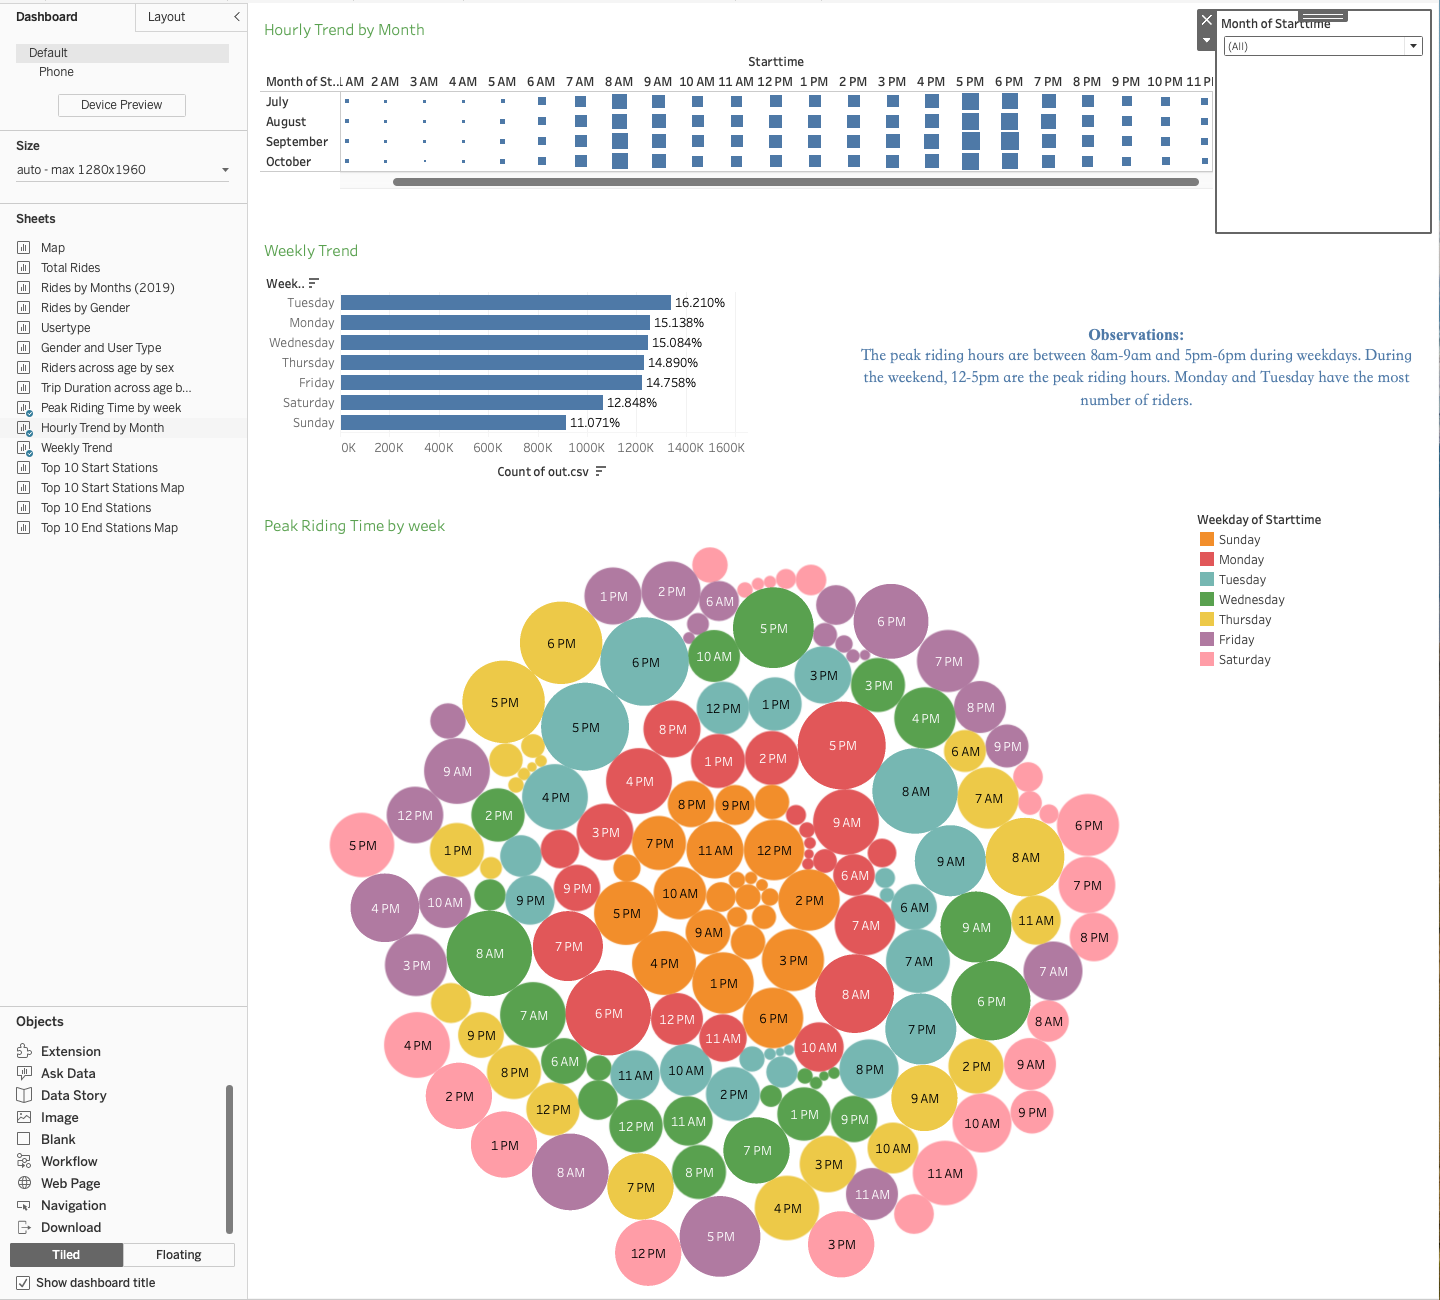 Dashboard
Layout
Default
Phone
Device Preview
Size
auto - max 1280x1960
Sheets
Map
Total Rides
Rides by Months (2019)
Rides by Gender
Usertype
Gender and User Type
Riders across age by sex
Trip Duration across age b...
Peak Riding Time by week
Hourly Trend by Month
Weekly Trend
Top 10 Start Stations
Top 10 Start Stations Map
Top 10 End Stations
Top 10 End Stations Map
Objects
Extension
Ask Data
Data Story
Image
Blank
Workflow
Web Page
Navigation
Download
Tiled
Floating
Show dashboard title
Hourly Trend by Month
Starttime
Month of St.. 1 AM 2 AM 3 AM 4 AM 5 AM 6 AM 7 AM 8 AM 9 AM 10 AM 11 AM 12 PM 1 PM 2 PM 3 PM 4 PM 5 PM 6 PM 7 PM 8 PM 9 PM 10 PM 11 P
July
August
September
October
Month of Starttime
(All)
Weekly Trend
Week..
Tuesday 16.210%
Monday 15.138%
Wednesday 15.084%
Thursday 14.890%
Friday 14.758%
Saturday 12.848%
Sunday 11.071%
0K 200K 400K 600K 800K 1000K 1200K 1400K 1600K
Count of out.csv
Observations:
The peak riding hours are between 8am-9am and 5pm-6pm during weekdays. During
the weekend, 12-5pm are the peak riding hours. Monday and Tuesday have the most
number of riders.
Peak Riding Time by week
Weekday of Starttime
Sunday
Monday
Tuesday
Wednesday
Thursday
Friday
Saturday
2 PM
1 PM
6 AM
6 PM
5 PM
6 PM
6 PM
10 AM
7 PM
3 PM
3 PM
5 PM
12 PM
1 PM
8 PM
4 PM
5 PM
8 PM
5 PM
9 PM
6 AM
1 PM
2 PM
9 AM
4 PM
8 AM
4 PM
7 AM
8 PM
9 PM
12 PM
2 PM
9 AM
6 PM
3 PM
7 PM
5 PM
1 PM
11 AM
12 PM
8 AM
9 AM
6 AM
7 PM
9 PM
10 AM
2 PM
10 AM
9 PM
4 PM
6 AM
5 PM
11 AM
7 AM
9 AM
9 AM
8 PM
7 PM
8 AM
3 PM
4 PM
3 PM
7 AM
7 AM
1 PM
8 AM
6 PM
7 AM
6 PM
12 PM
6 PM
8 AM
7 PM
9 PM
11 AM
4 PM
10 AM
6 AM
9 AM
2 PM
8 PM
10 AM
8 PM
11 AM
2 PM
2 PM
9 AM
12 PM
9 PM
1 PM
9 PM
11 AM
10 AM
12 PM
1 PM
10 AM
7 PM
3 PM
8 AM
8 PM
11 AM
7 PM
11 AM
4 PM
5 PM
3 PM
12 PM